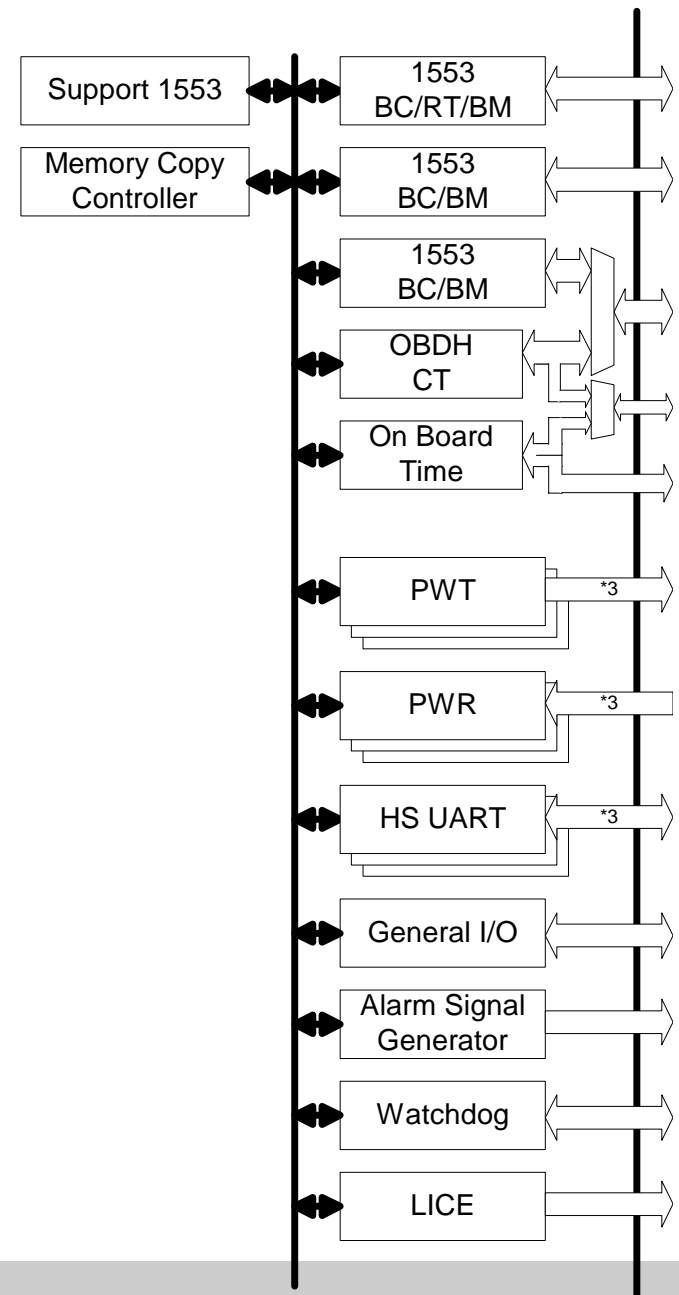 Support 1553
1553
BC/RT/BM
Memory Copy
Controller
1553
BC/BM
1553
BC/BM
OBDH
CT
On Board
Time
PWT
*3
PWR
*3
HS UART
*3
General I/O
Alarm Signal
Generator
Watchdog
LICE